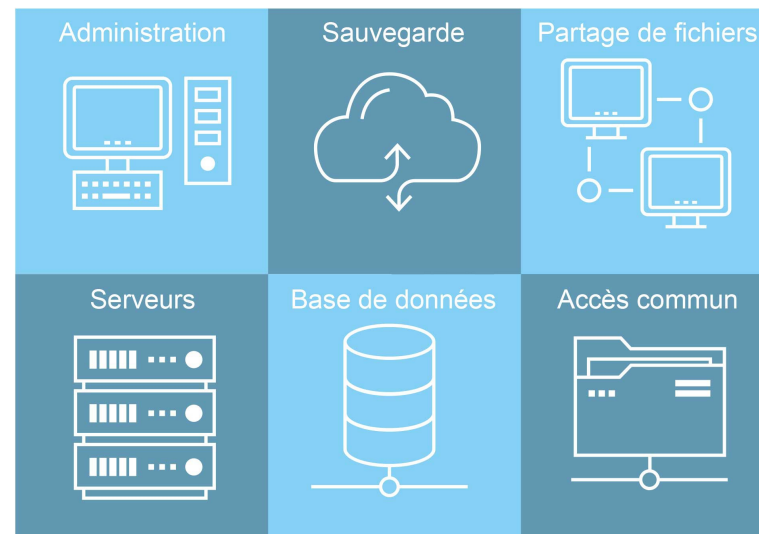 Administration
Sauvegarde
Partage de fichiers
Serveurs
Base de données
Accès commun